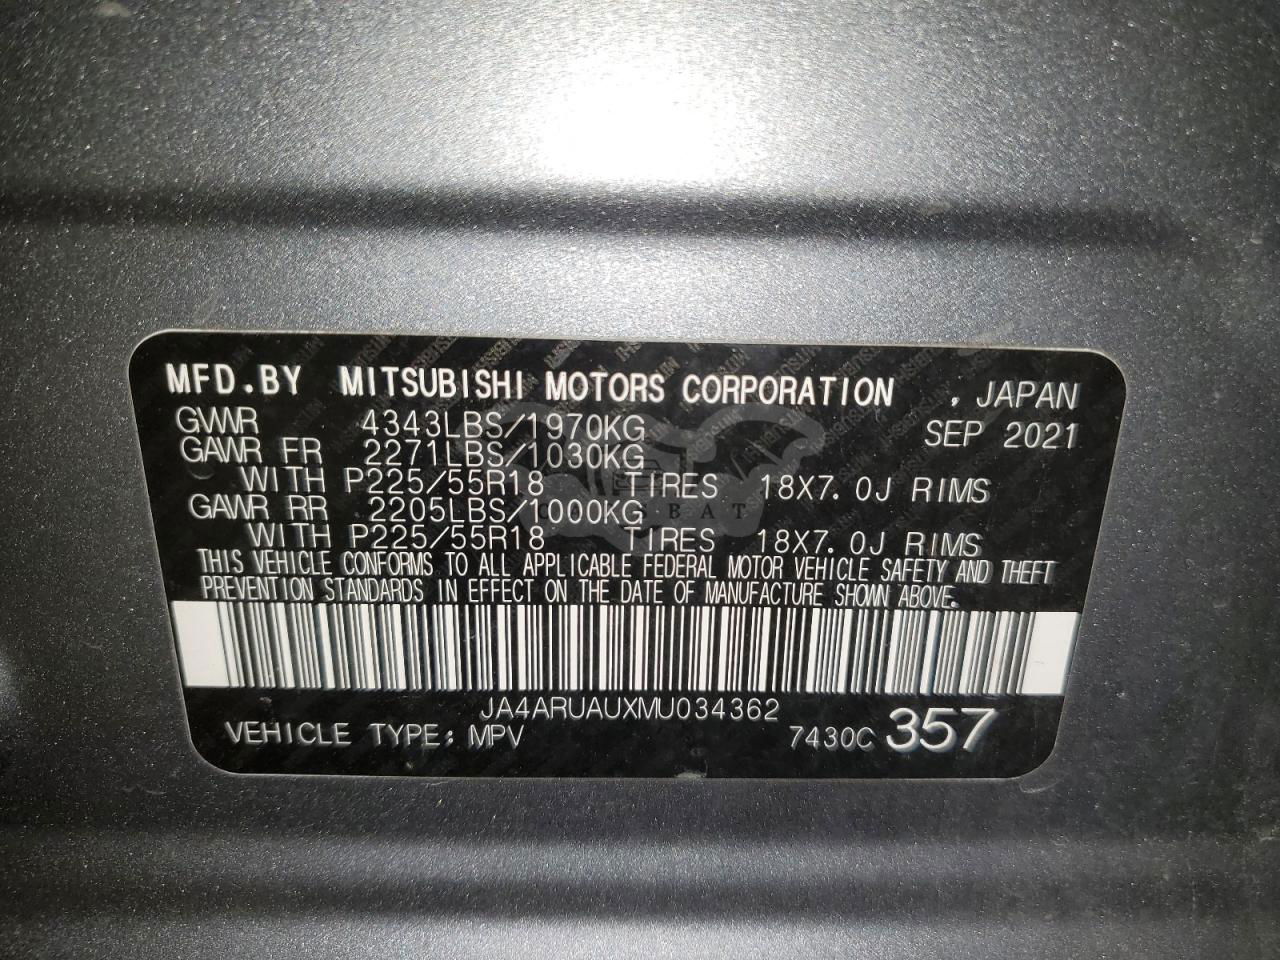 MFD.BY MITSUBISHI MOTORS CORPORATION , JAPAN
GVWR 4343LBS/1970KG SEP 2021
GAWR FR 2271LBS/1030KG
WITH P225/55R18 TIRES 18X7.0J RIMS
GAWR RR 2205LBS/1000KG
WITH P225/55R18 TIRES 18X7.0J RIMS
THIS VEHICLE CONFORMS TO ALL APPLICABLE FEDERAL MOTOR VEHICLE SAFETY AND THEFT
PREVENTION STANDARDS IN EFFECT ON THE DATE OF MANUFACTURE SHOWN ABOVE.
JA4ARUAUXMU034362
VEHICLE TYPE: MPV 7430C 357